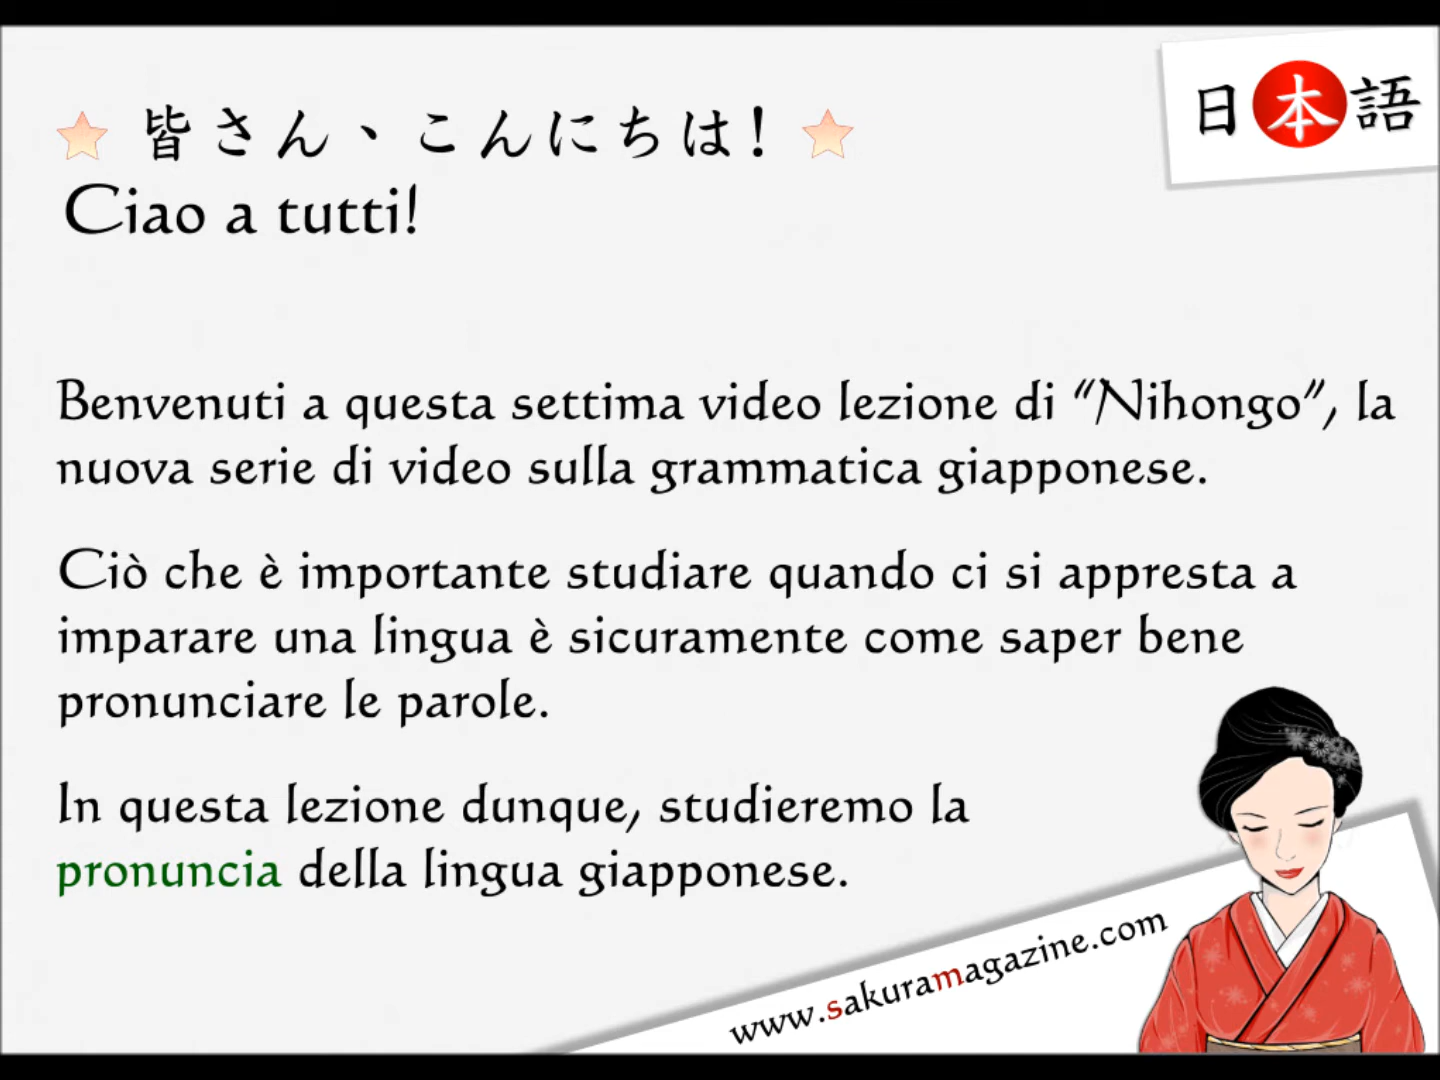 皆さん、こんにちは！
日本語
Ciao a tutti!
Benvenuti a questa settima video lezione di “Nihongo”, la
nuova serie di video sulla grammatica giapponese.
Ciò che è importante studiare quando ci si appresta a
imparare una lingua è sicuramente come saper bene
pronunciare le parole.
In questa lezione dunque, studieremo la
pronuncia della lingua giapponese.
www.sakuramagazine.com